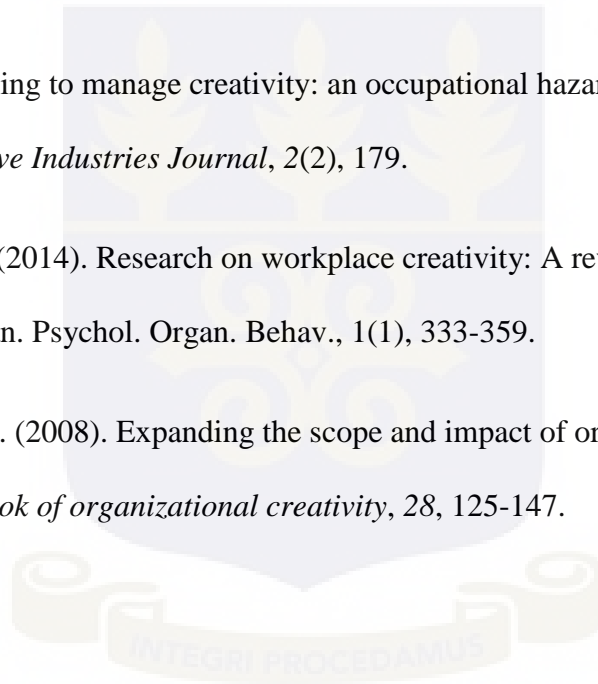 ing to manage creativity: an occupational hazar
ve Industries Journal, 2(2), 179.
(2014). Research on workplace creativity: A re
n. Psychol. Organ. Behav., 1(1), 333-359.
. (2008). Expanding the scope and impact of or
ok of organizational creativity, 28, 125-147.
INTEGRI PROCEDAMUS